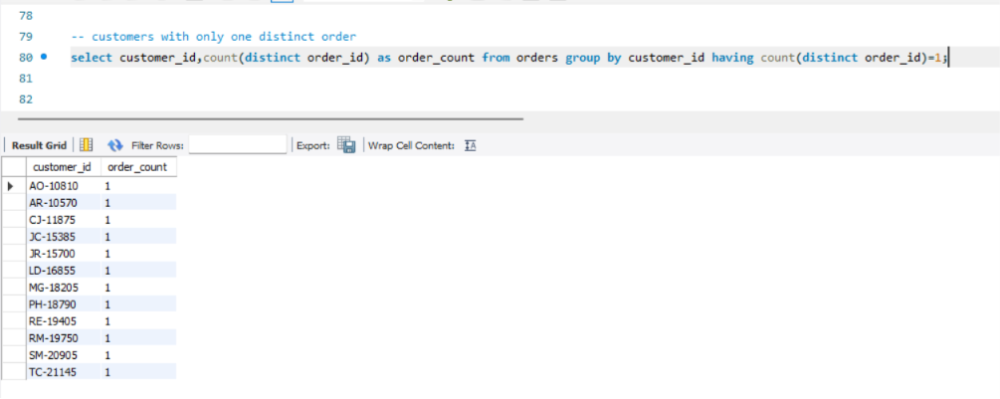 78
79 -- customers with only one distinct order
80 select customer_id,count(distinct order_id) as order_count from orders group by customer_id having count(distinct order_id)=1;
81
82
Result Grid Filter Rows: Export: Wrap Cell Content: IA
customer_id order_count
AO-10810 1
AR-10570 1
CJ-11875 1
JC-15385 1
JR-15700 1
LD-16855 1
MG-18205 1
PH-18790 1
RE-19405 1
RM-19750 1
SM-20905 1
TC-21145 1